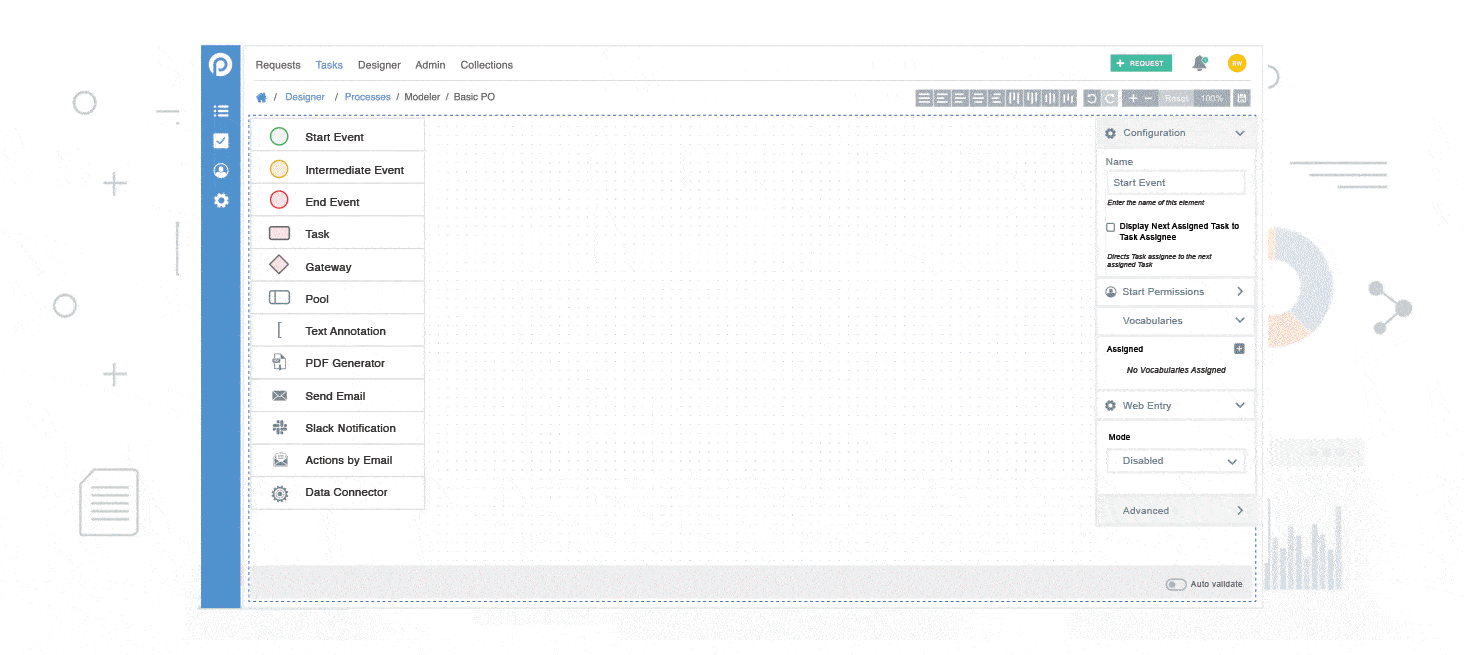 Requests Tasks Designer Admin Collections
+ REQUEST
BW
/ Designer / Processes / Modeler / Basic PO
+ − Reset 100%
Start Event
Intermediate Event
End Event
Task
Gateway
Pool
Text Annotation
PDF Generator
Send Email
Slack Notification
Actions by Email
Data Connector
Configuration
Name
Start Event
Enter the name of this element
Display Next Assigned Task to
Task Assignee
Directs Task assignee to the next
assigned Task
Start Permissions
Vocabularies
Assigned
No Vocabularies Assigned
Web Entry
Mode
Disabled
Advanced
Auto validate